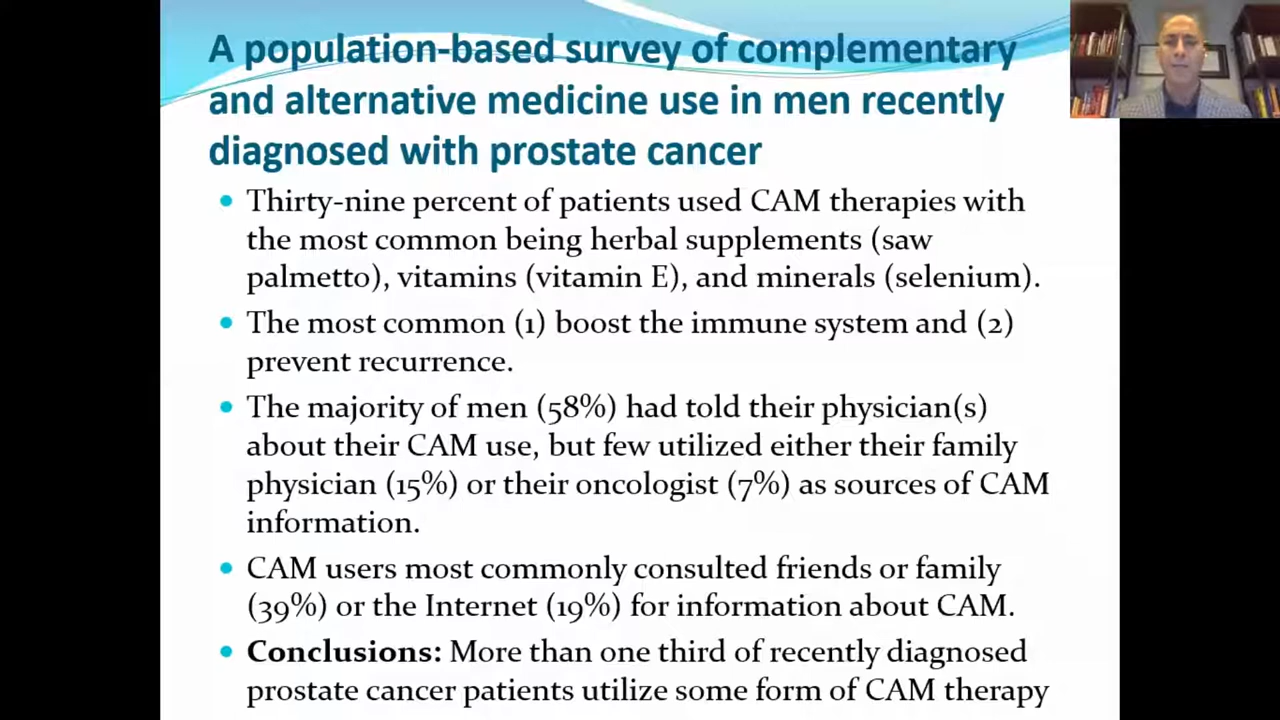 A population-based survey of complementary
and alternative medicine use in men recently
diagnosed with prostate cancer
• Thirty-nine percent of patients used CAM therapies with
the most common being herbal supplements (saw
palmetto), vitamins (vitamin E), and minerals (selenium).
• The most common (1) boost the immune system and (2)
prevent recurrence.
• The majority of men (58%) had told their physician(s)
about their CAM use, but few utilized either their family
physician (15%) or their oncologist (7%) as sources of CAM
information.
• CAM users most commonly consulted friends or family
(39%) or the Internet (19%) for information about CAM.
• Conclusions: More than one third of recently diagnosed
prostate cancer patients utilize some form of CAM therapy